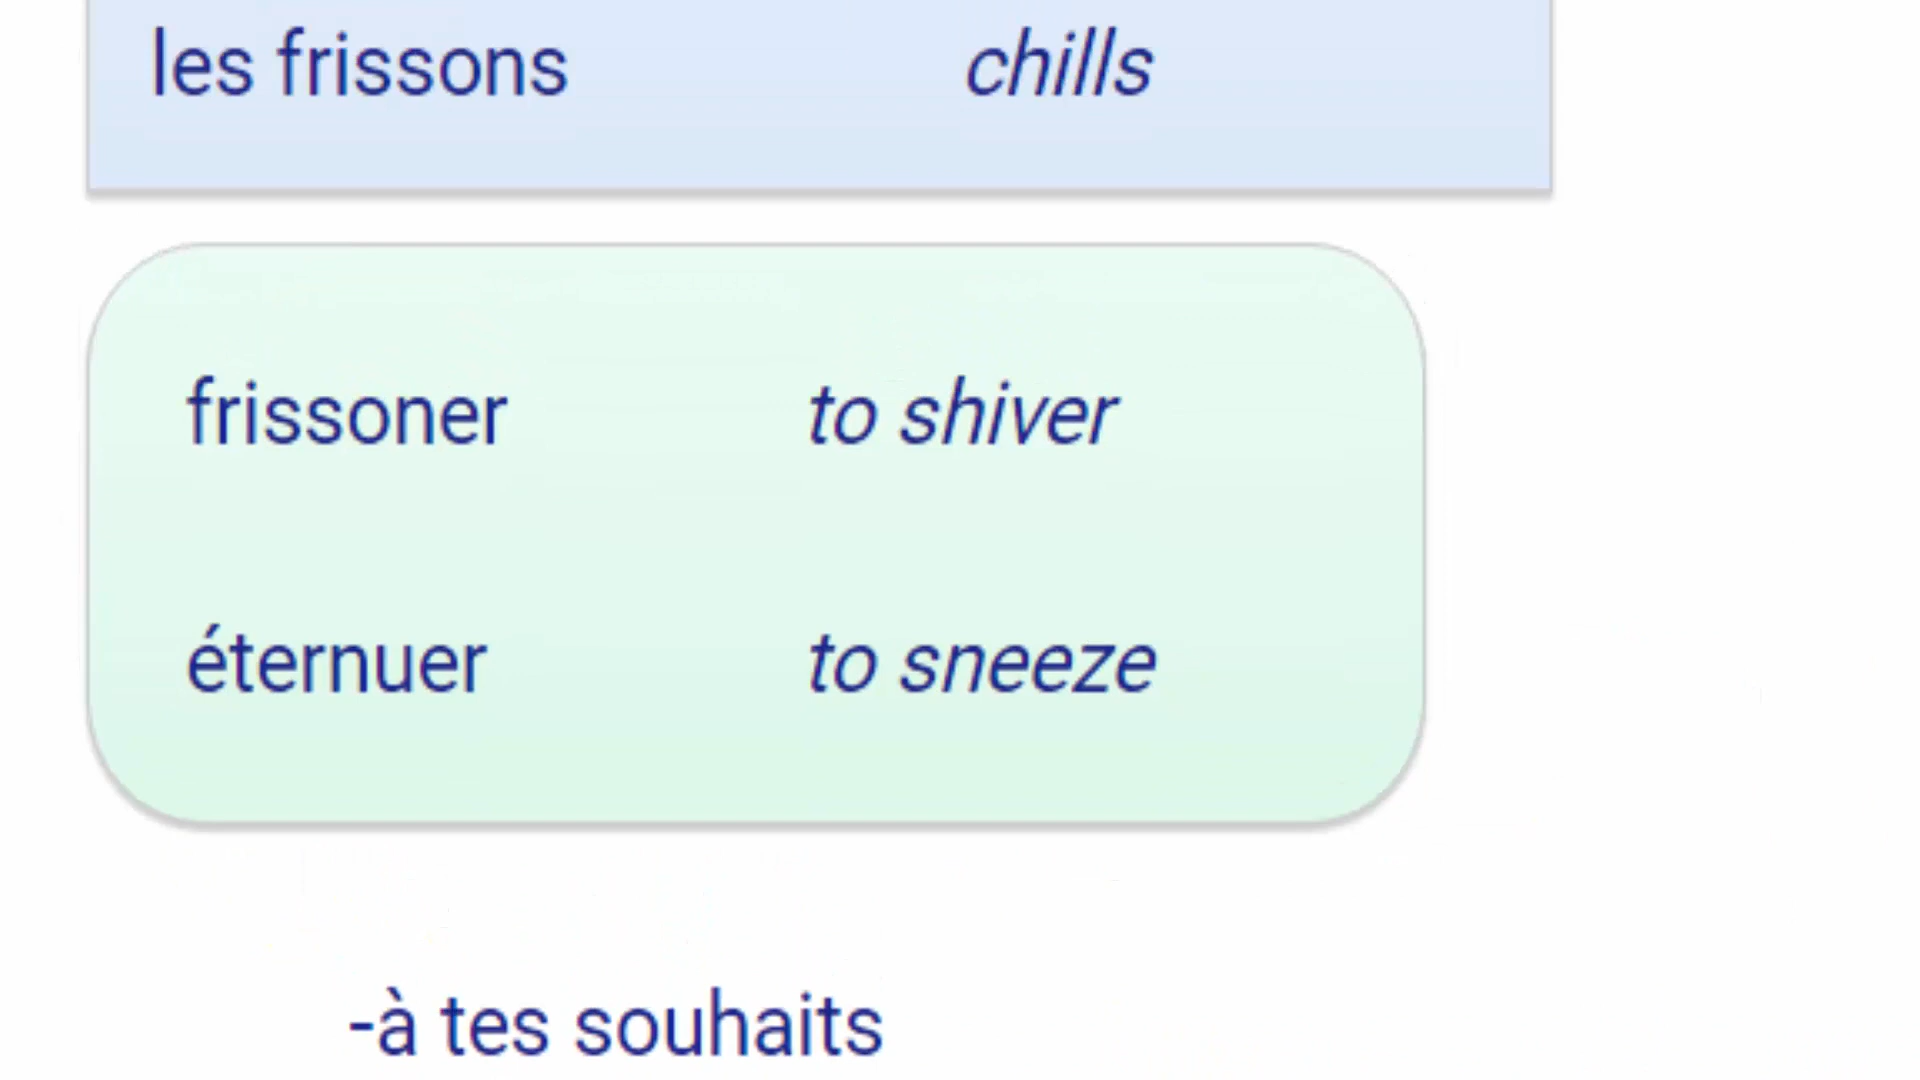 les frissons chills
frissoner to shiver
éternuer to sneeze
-à tes souhaits